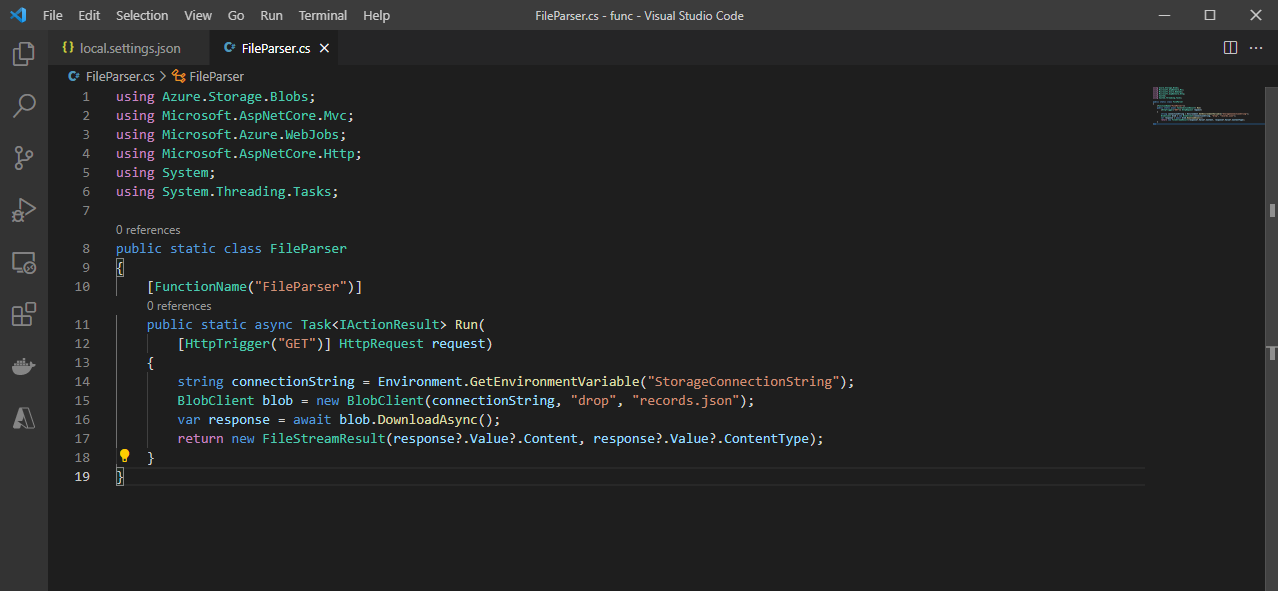 File Edit Selection View Go Run Terminal Help FileParser.cs - func - Visual Studio Code
{} local.settings.json C# FileParser.cs
C# FileParser.cs > FileParser
1 using Azure.Storage.Blobs;
2 using Microsoft.AspNetCore.Mvc;
3 using Microsoft.Azure.WebJobs;
4 using Microsoft.AspNetCore.Http;
5 using System;
6 using System.Threading.Tasks;
7
0 references
8 public static class FileParser
9 {
10 [FunctionName("FileParser")]
0 references
11 public static async Task<IActionResult> Run(
12 [HttpTrigger("GET")] HttpRequest request)
13 {
14 string connectionString = Environment.GetEnvironmentVariable("StorageConnectionString");
15 BlobClient blob = new BlobClient(connectionString, "drop", "records.json");
16 var response = await blob.DownloadAsync();
17 return new FileStreamResult(response?.Value?.Content, response?.Value?.ContentType);
18 }
19 }